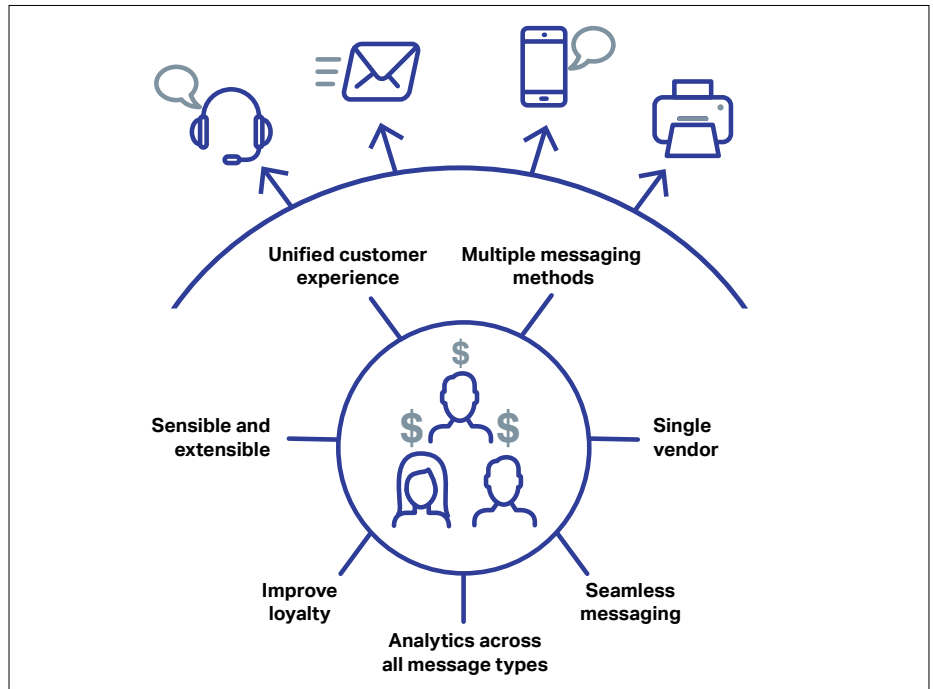 Unified customer
experience
Multiple messaging
methods
$
$
$
Sensible and
extensible
Single
vendor
Improve
loyalty
Seamless
messaging
Analytics across
all message types